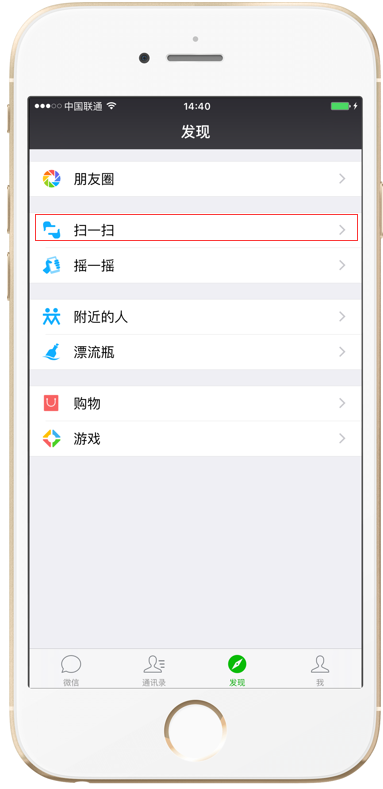 中国联通 14:40
发现
朋友圈
扫一扫
摇一摇
附近的人
漂流瓶
购物
游戏
微信 通讯录 发现 我